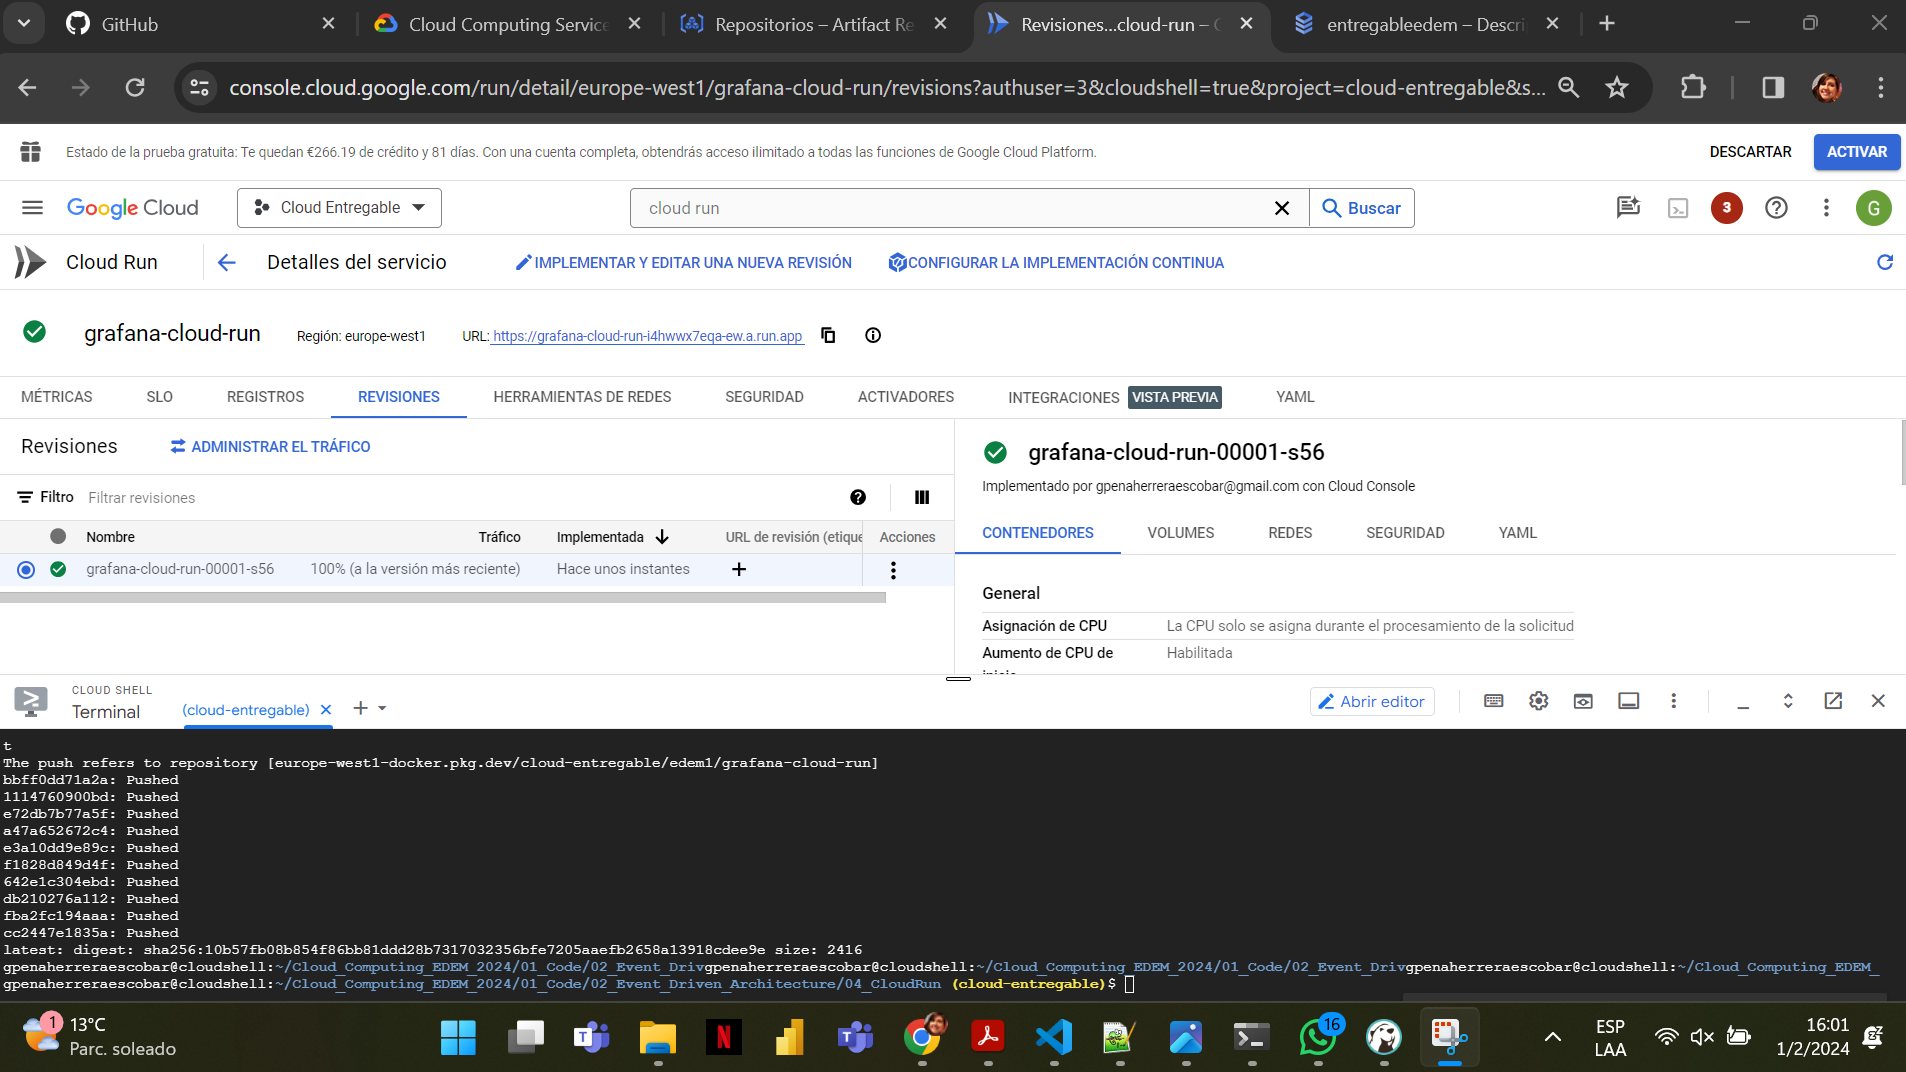 GitHub
Cloud Computing Service
Repositorios – Artifact Re
Revisiones...cloud-run – C
entregableedem – Descri
console.cloud.google.com/run/detail/europe-west1/grafana-cloud-run/revisions?authuser=3&cloudshell=true&project=cloud-entregable&s...
Estado de la prueba gratuita: Te quedan €266.19 de crédito y 81 días. Con una cuenta completa, obtendrás acceso ilimitado a todas las funciones de Google Cloud Platform.
DESCARTAR
ACTIVAR
Google Cloud
Cloud Entregable
cloud run
Buscar
3
G
Cloud Run
Detalles del servicio
IMPLEMENTAR Y EDITAR UNA NUEVA REVISIÓN
CONFIGURAR LA IMPLEMENTACIÓN CONTINUA
grafana-cloud-run
Región: europe-west1
URL: https://grafana-cloud-run-i4hwwx7eqa-ew.a.run.app
MÉTRICAS
SLO
REGISTROS
REVISIONES
HERRAMIENTAS DE REDES
SEGURIDAD
ACTIVADORES
INTEGRACIONES
VISTA PREVIA
YAML
Revisiones
ADMINISTRAR EL TRÁFICO
Filtro
Filtrar revisiones
Nombre
Tráfico
Implementada
URL de revisión (etique
Acciones
grafana-cloud-run-00001-s56
100% (a la versión más reciente)
Hace unos instantes
grafana-cloud-run-00001-s56
Implementado por gpenaherreraescobar@gmail.com con Cloud Console
CONTENEDORES
VOLUMES
REDES
SEGURIDAD
YAML
General
Asignación de CPU
La CPU solo se asigna durante el procesamiento de la solicitud
Aumento de CPU de
inicio
Habilitada
CLOUD SHELL
Terminal
(cloud-entregable)
Abrir editor
t
The push refers to repository [europe-west1-docker.pkg.dev/cloud-entregable/edem1/grafana-cloud-run]
bbff0dd71a2a: Pushed
1114760900bd: Pushed
e72db7b77a5f: Pushed
a47a652672c4: Pushed
e3a10dd9e89c: Pushed
f1828d849d4f: Pushed
642e1c304ebd: Pushed
db210276a112: Pushed
fba2fc194aaa: Pushed
cc2447e1835a: Pushed
latest: digest: sha256:10b57fb08b854f86bb81ddd28b7317032356bfe7205aaefb2658a13918cdee9e size: 2416
gpenaherreraescobar@cloudshell:~/Cloud_Computing_EDEM_2024/01_Code/02_Event_Drivgpenaherreraescobar@cloudshell:~/Cloud_Computing_EDEM_2024/01_Code/02_Event_Drivgpenaherreraescobar@cloudshell:~/Cloud_Computing_EDEM_
gpenaherreraescobar@cloudshell:~/Cloud_Computing_EDEM_2024/01_Code/02_Event_Driven_Architecture/04_CloudRun (cloud-entregable)$
1
13°C
Parc. soleado
16
ESP
LAA
16:01
1/2/2024